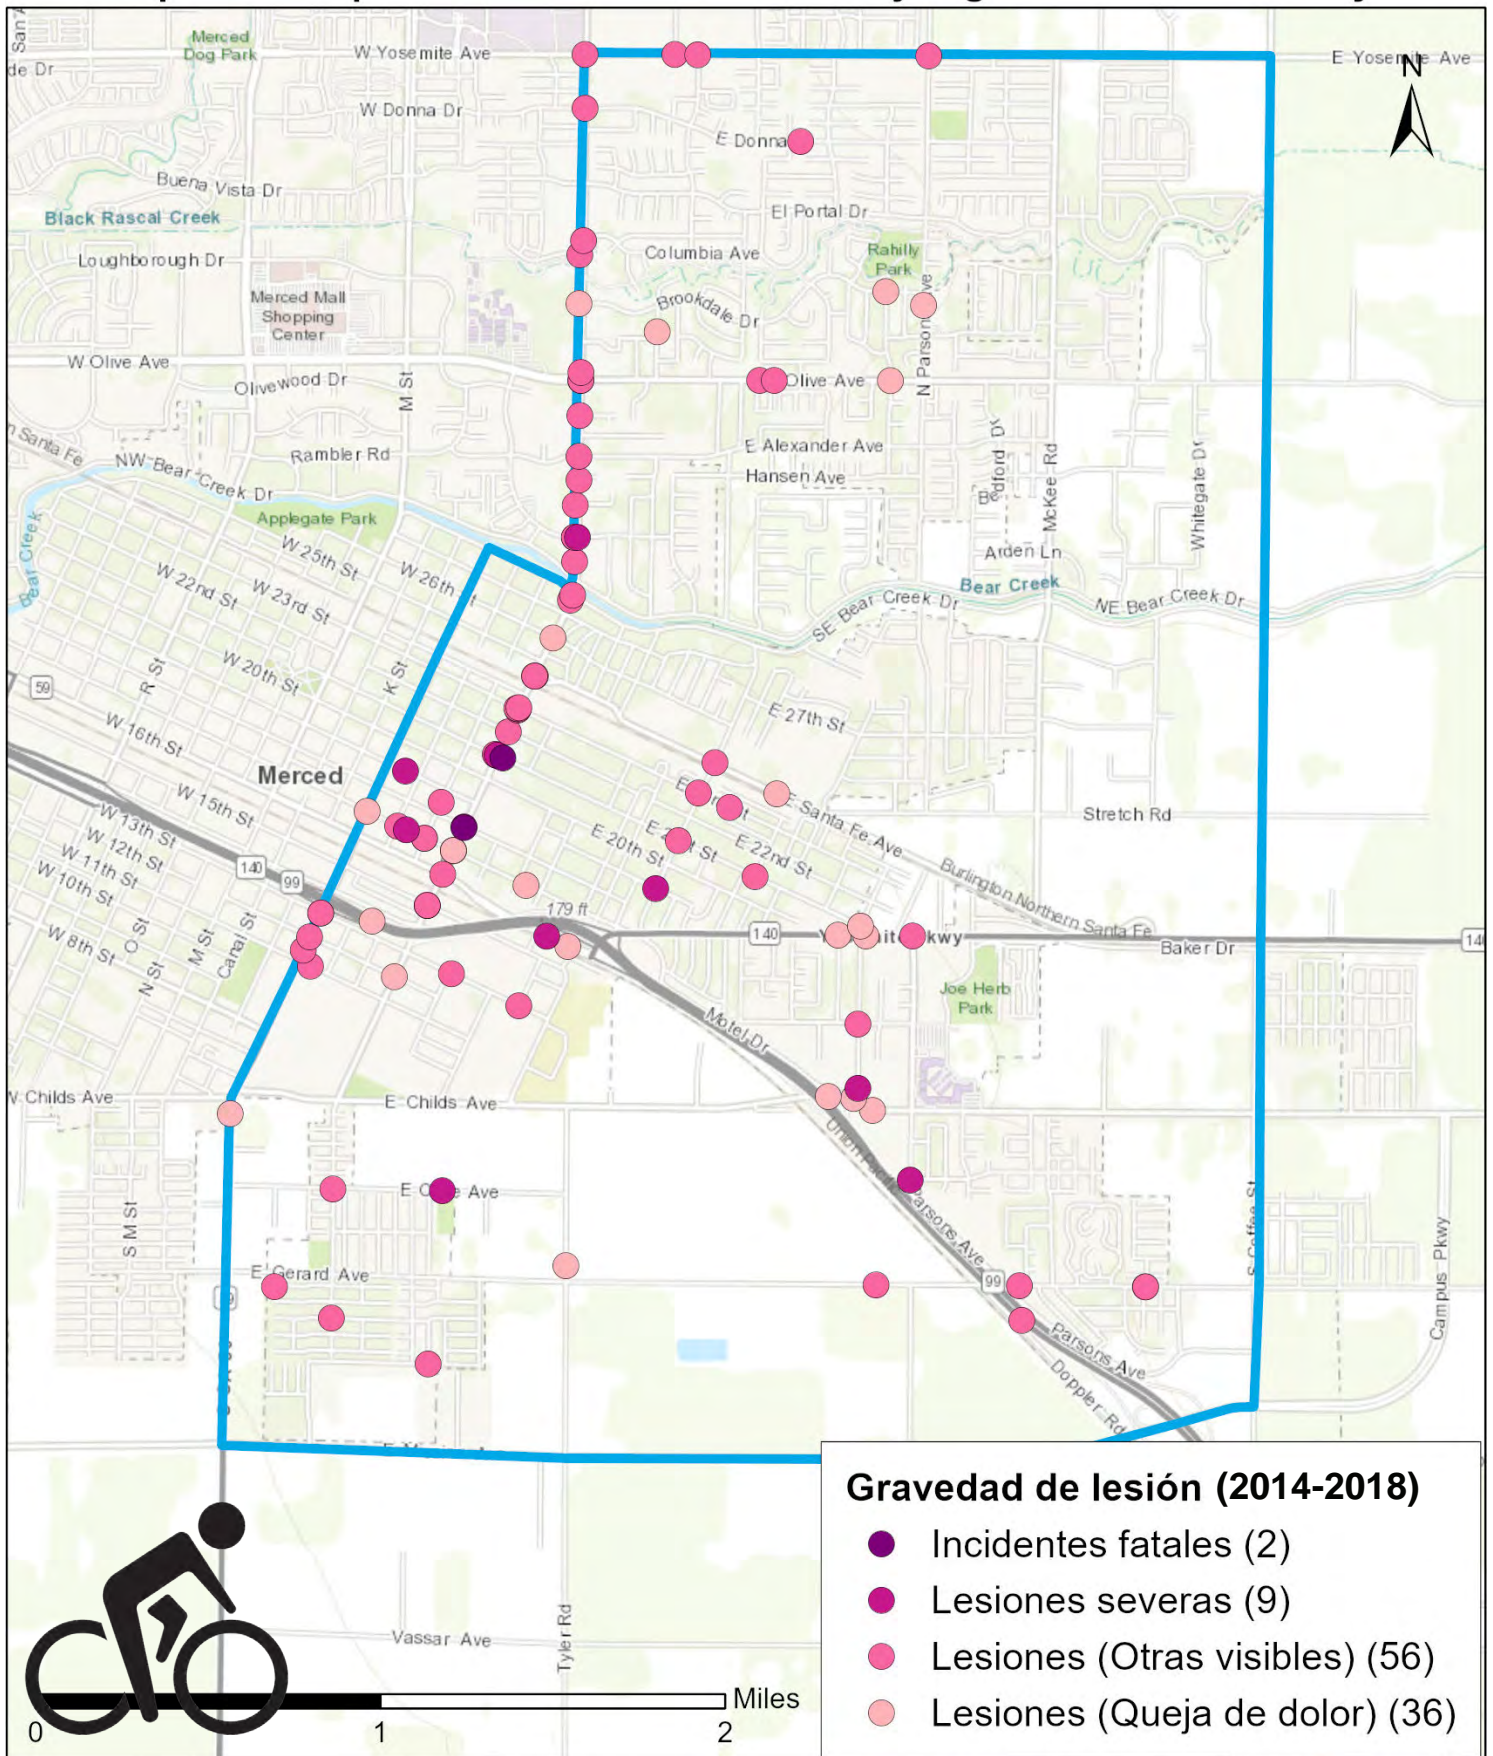 Merced
Dog Park
W Yosemite Ave
E Yosemite Ave
N
de Dr
San
W Donna Dr
E Donna
Buena Vista Dr
El Portal Dr
Black Rascal Creek
Loughborough Dr
Columbia Ave
Rahilly
Park
Merced Mall
Shopping
Center
Brookdale Dr
N Parsons Ave
W Olive Ave
Olivewood Dr
Olive Ave
M St
n Santa Fe
NW Bear Creek Dr
Rambler Rd
E Alexander Ave
Hansen Ave
Bedford Dr
McKee Rd
Whitegate Dr
Applegate Park
Bear Creek
W 25th St
W 26th St
Arden Ln
Bear Creek
W 22nd St
W 23rd St
SE Bear Creek Dr
NE Bear Creek Dr
R St
W 20th St
K St
59
W 16th St
E 27th St
Merced
W 15th St
W 13th St
E Santa Fe Ave
Stretch Rd
W 12th St
W 11th St
W 10th St
E 20th St
E 22nd St
140
99
Burlington Northern Santa Fe
179 ft
W 8th St
O St
N St
M St
Canal St
140
Baker Dr
140
Joe Herb
Park
Motel Dr
W Childs Ave
E Childs Ave
Union Pacific
S M St
Parsons Ave
S Coffee St
Campus Pkwy
E Gerard Ave
99
Parsons Ave
Doppler Rd
Gravedad de lesión (2014-2018)
Incidentes fatales (2)
Lesiones severas (9)
Lesiones (Otras visibles) (56)
Lesiones (Queja de dolor) (36)
Vassar Ave
Tyler Rd
Miles
0
1
2